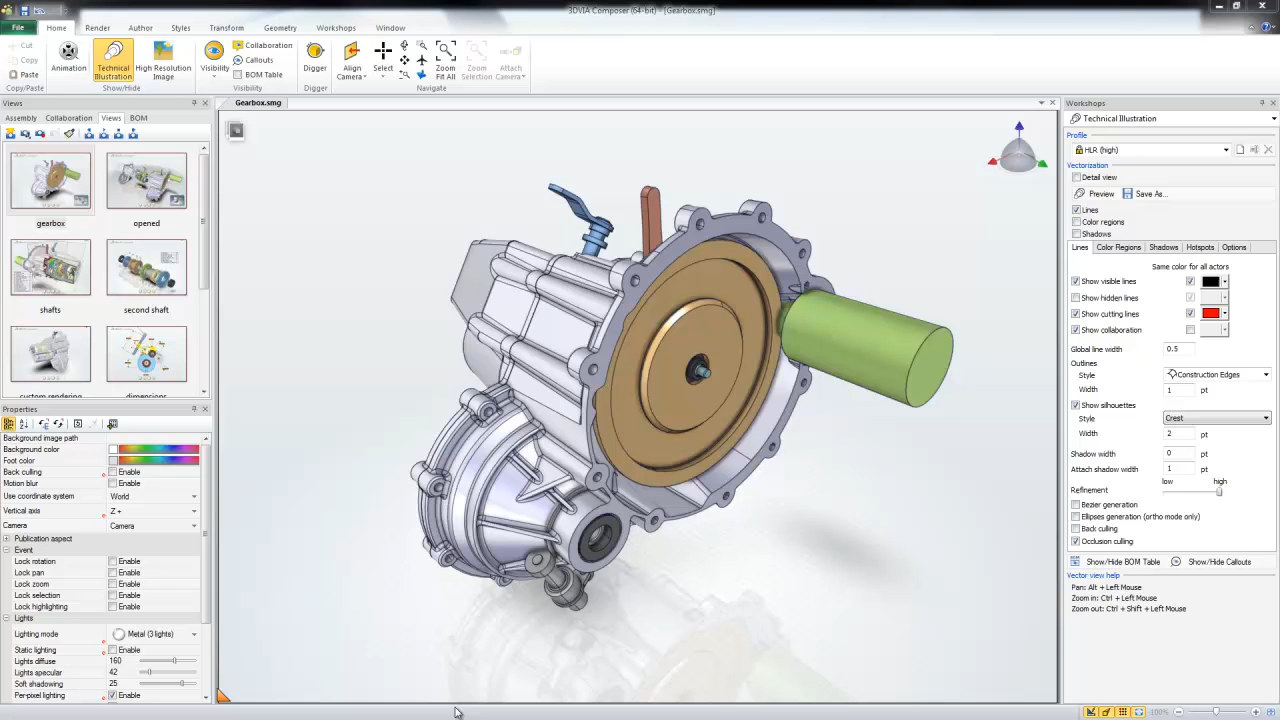 3DVIA Composer (64-bit) - [Gearbox.smg]
File Home Render Author Styles Transform Geometry Workshops Window
Cut
Copy
Paste
Copy/Paste
Animation
Technical
Illustration
High Resolution
Image
Show/Hide
Visibility
Collaboration
Callouts
BOM Table
Visibility
Digger
Digger
Align
Camera
Select
Zoom
Fit All
Zoom
Selection
Attach
Camera
Navigate
Views
Assembly Collaboration Views BOM
gearbox
opened
shafts
second shaft
custom rendering
dimensions
Properties
Background image path
Background color
Foot color
Back culling Enable
Motion blur Enable
Use coordinate system World
Vertical axis Z +
Camera Camera
Publication aspect
Event
Lock rotation Enable
Lock pan Enable
Lock zoom Enable
Lock selection Enable
Lock highlighting Enable
Lights
Lighting mode Metal (3 lights)
Static lighting Enable
Lights diffuse 160
Lights specular 42
Soft shadowing 25
Per-pixel lighting Enable
Gearbox.smg
Workshops
Technical Illustration
Profile
HLR (high)
Vectorization
Detail view
Preview Save As...
Lines
Color regions
Shadows
Lines Color Regions Shadows Hotspots Options
Same color for all actors
Show visible lines
Show hidden lines
Show cutting lines
Show collaboration
Global line width 0.5
Outlines
Style Construction Edges
Width 1 pt
Show silhouettes
Style Crest
Width 2 pt
Shadow width 0 pt
Attach shadow width 1 pt
low high
Refinement
Bezier generation
Ellipses generation (ortho mode only)
Back culling
Occlusion culling
Show/Hide BOM Table Show/Hide Callouts
Vector view help
Pan: Alt + Left Mouse
Zoom in: Ctrl + Left Mouse
Zoom out: Ctrl + Shift + Left Mouse
100%